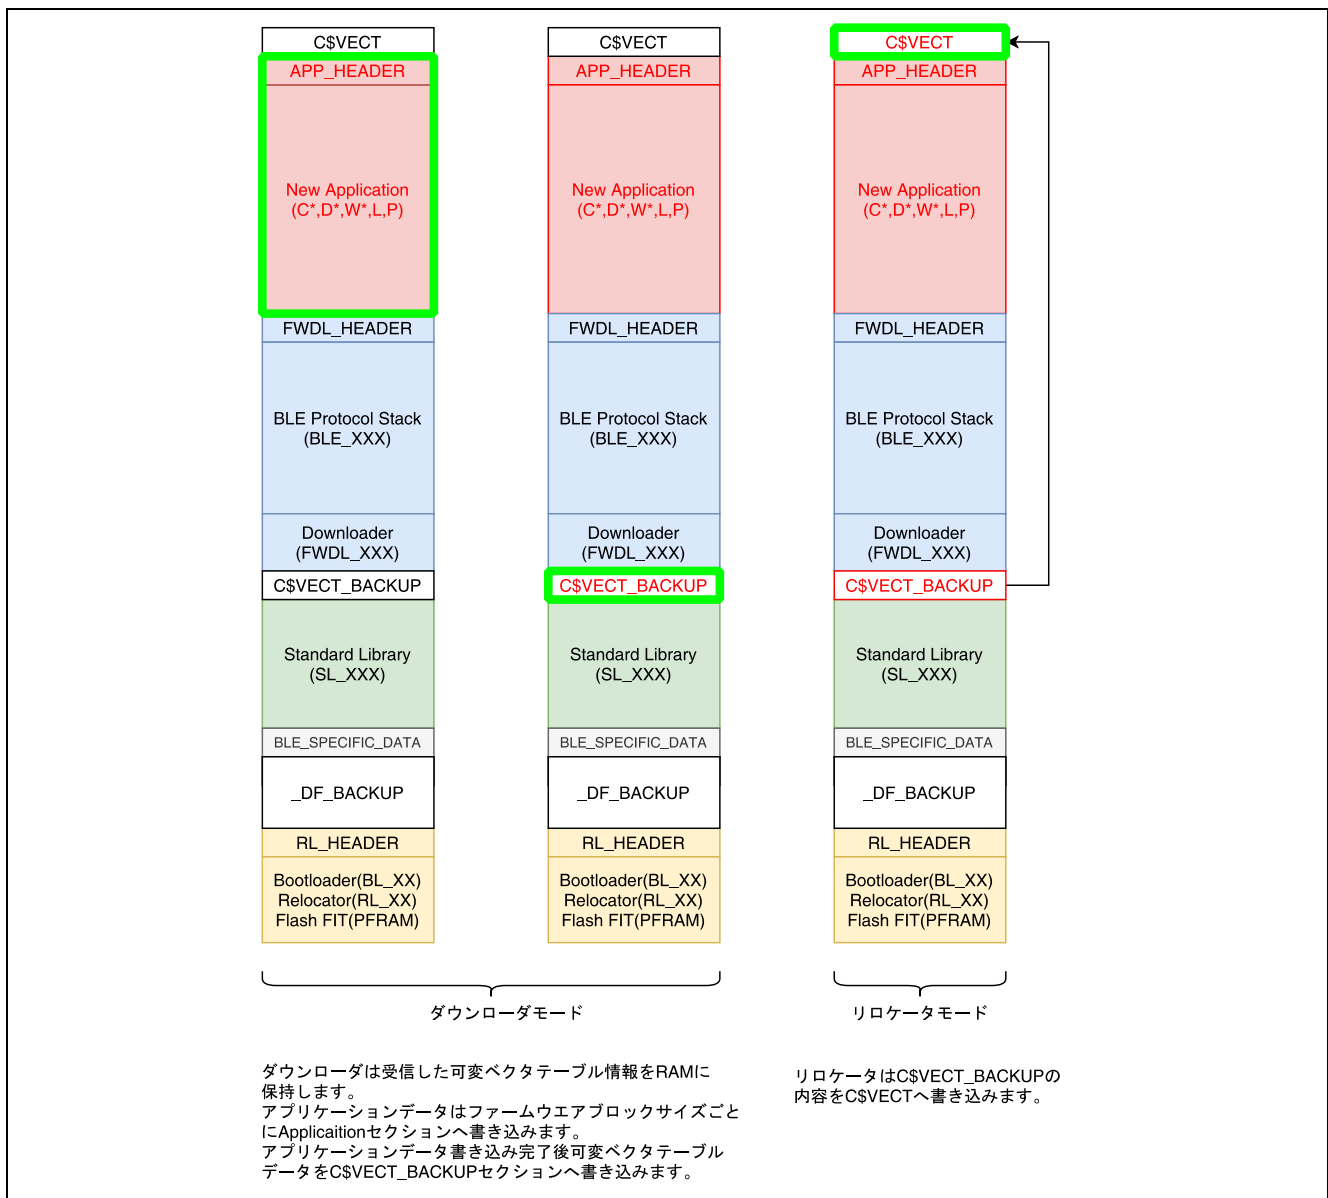 C$VECT
APP_HEADER
New Application
(C*,D*,W*,L,P)
FWDL_HEADER
BLE Protocol Stack
(BLE_XXX)
Downloader
(FWDL_XXX)
C$VECT_BACKUP
Standard Library
(SL_XXX)
BLE_SPECIFIC_DATA
_DF_BACKUP
RL_HEADER
Bootloader(BL_XX)
Relocator(RL_XX)
Flash FIT(PFRAM)
C$VECT
APP_HEADER
New Application
(C*,D*,W*,L,P)
FWDL_HEADER
BLE Protocol Stack
(BLE_XXX)
Downloader
(FWDL_XXX)
C$VECT_BACKUP
Standard Library
(SL_XXX)
BLE_SPECIFIC_DATA
_DF_BACKUP
RL_HEADER
Bootloader(BL_XX)
Relocator(RL_XX)
Flash FIT(PFRAM)
C$VECT
APP_HEADER
New Application
(C*,D*,W*,L,P)
FWDL_HEADER
BLE Protocol Stack
(BLE_XXX)
Downloader
(FWDL_XXX)
C$VECT_BACKUP
Standard Library
(SL_XXX)
BLE_SPECIFIC_DATA
_DF_BACKUP
RL_HEADER
Bootloader(BL_XX)
Relocator(RL_XX)
Flash FIT(PFRAM)
ダウンローダモード
リロケータモード
ダウンローダは受信した可変ベクタテーブル情報をRAMに
保持します。
アプリケーションデータはファームウエアブロックサイズごと
にApplicaitionセクションへ書き込みます。
アプリケーションデータ書き込み完了後可変ベクタテーブル
データをC$VECT_BACKUPセクションへ書き込みます。
リロケータはC$VECT_BACKUPの
内容をC$VECTへ書き込みます。